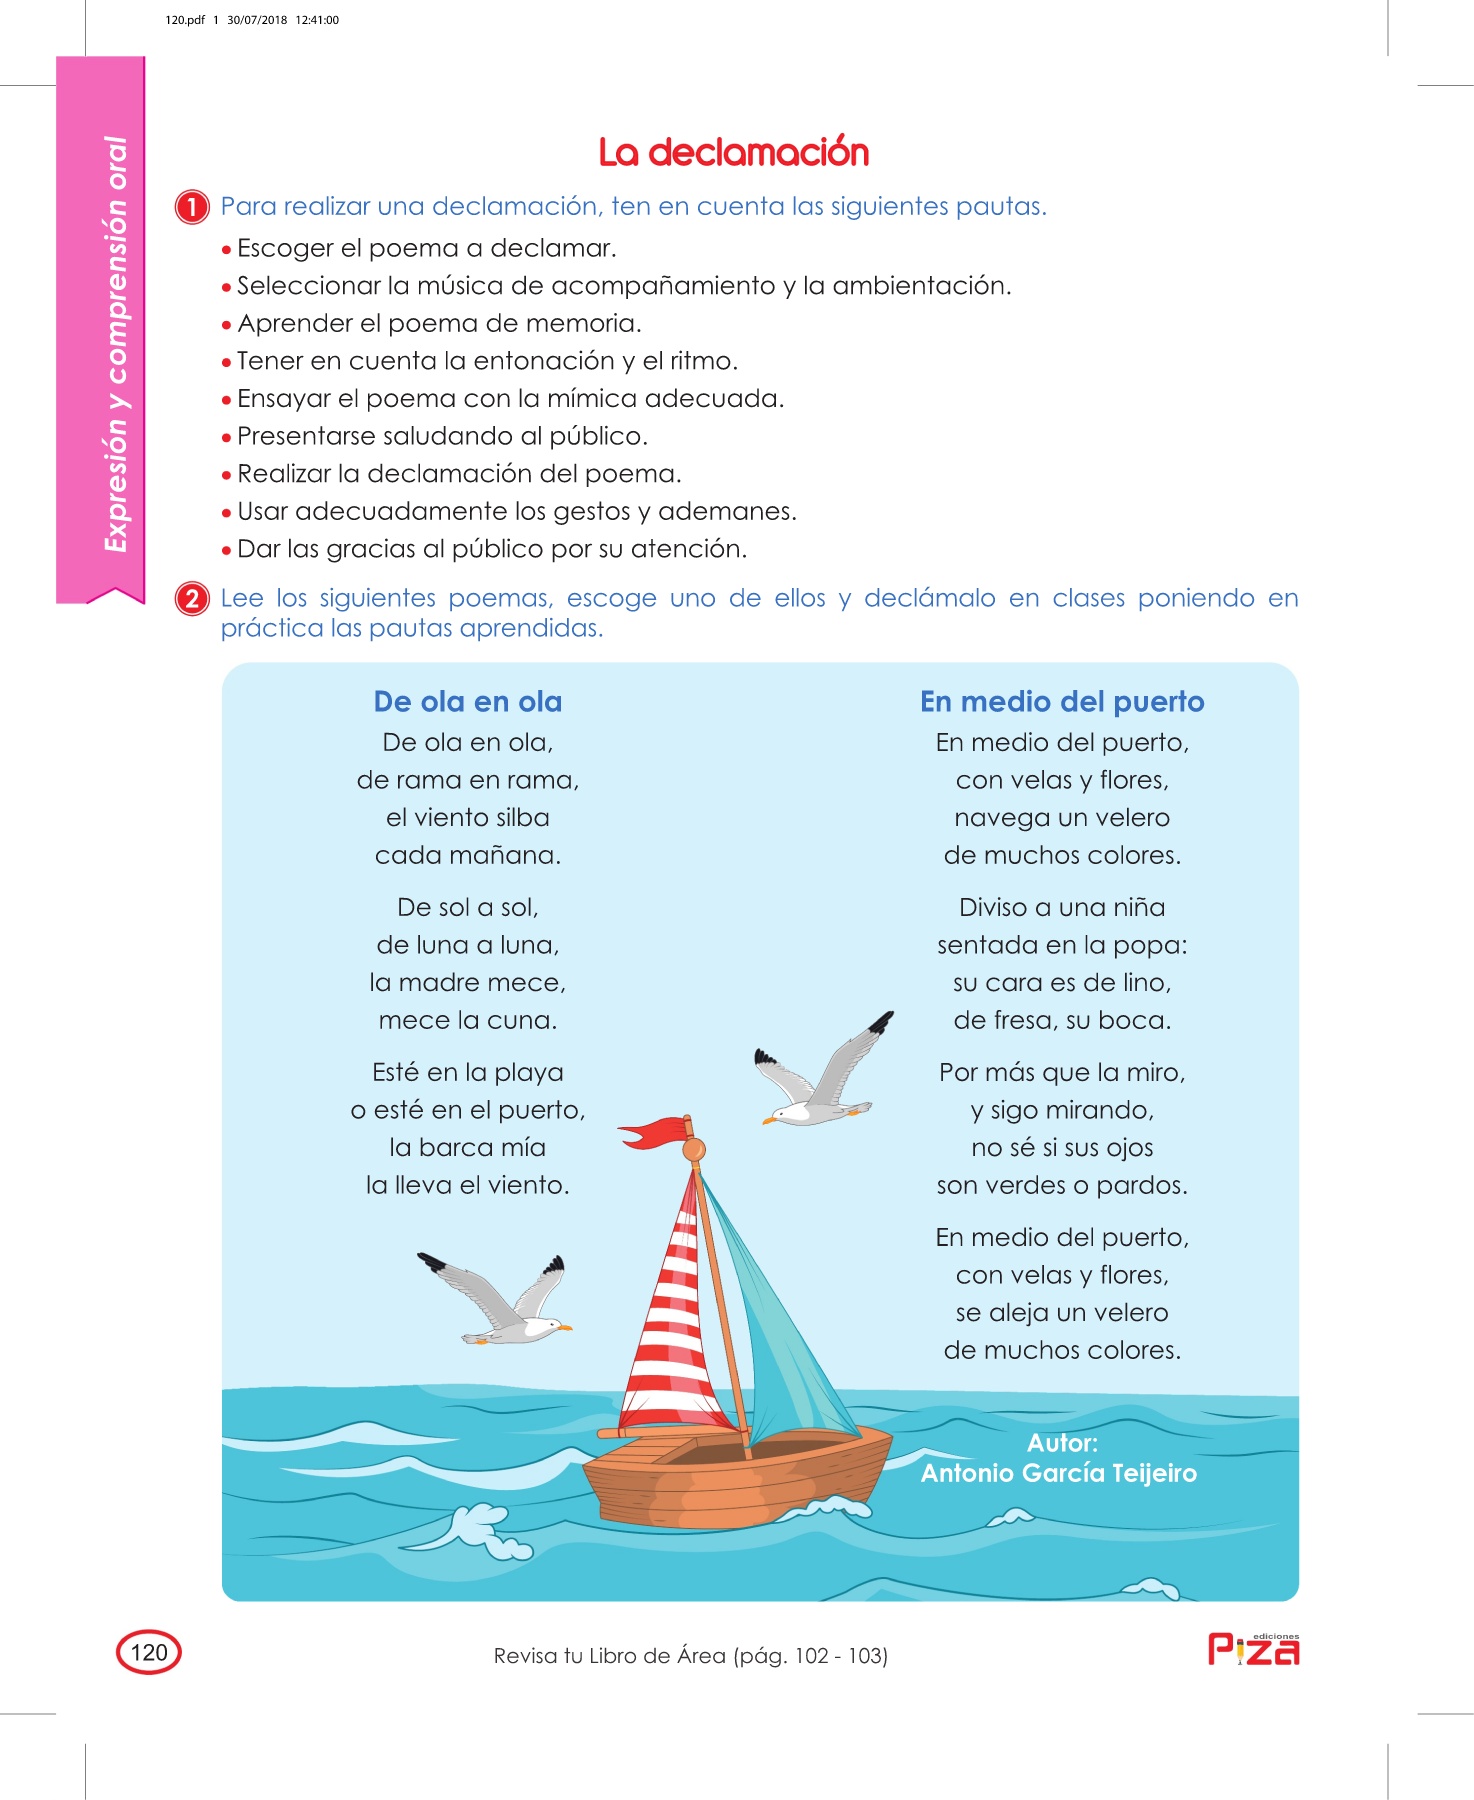 120.pdf 1 30/07/2018 12:41:00
Expresión y comprensión oral
La declamación
1 Para realizar una declamación, ten en cuenta las siguientes pautas.
• Escoger el poema a declamar.
• Seleccionar la música de acompañamiento y la ambientación.
• Aprender el poema de memoria.
• Tener en cuenta la entonación y el ritmo.
• Ensayar el poema con la mímica adecuada.
• Presentarse saludando al público.
• Realizar la declamación del poema.
• Usar adecuadamente los gestos y ademanes.
• Dar las gracias al público por su atención.
2 Lee los siguientes poemas, escoge uno de ellos y declámalo en clases poniendo en
práctica las pautas aprendidas.
De ola en ola
De ola en ola,
de rama en rama,
el viento silba
cada mañana.
De sol a sol,
de luna a luna,
la madre mece,
mece la cuna.
Esté en la playa
o esté en el puerto,
la barca mía
la lleva el viento.
En medio del puerto
En medio del puerto,
con velas y flores,
navega un velero
de muchos colores.
Diviso a una niña
sentada en la popa:
su cara es de lino,
de fresa, su boca.
Por más que la miro,
y sigo mirando,
no sé si sus ojos
son verdes o pardos.
En medio del puerto,
con velas y flores,
se aleja un velero
de muchos colores.
Autor:
Antonio García Teijeiro
120
Revisa tu Libro de Área (pág. 102 - 103)
ediciones
Piza